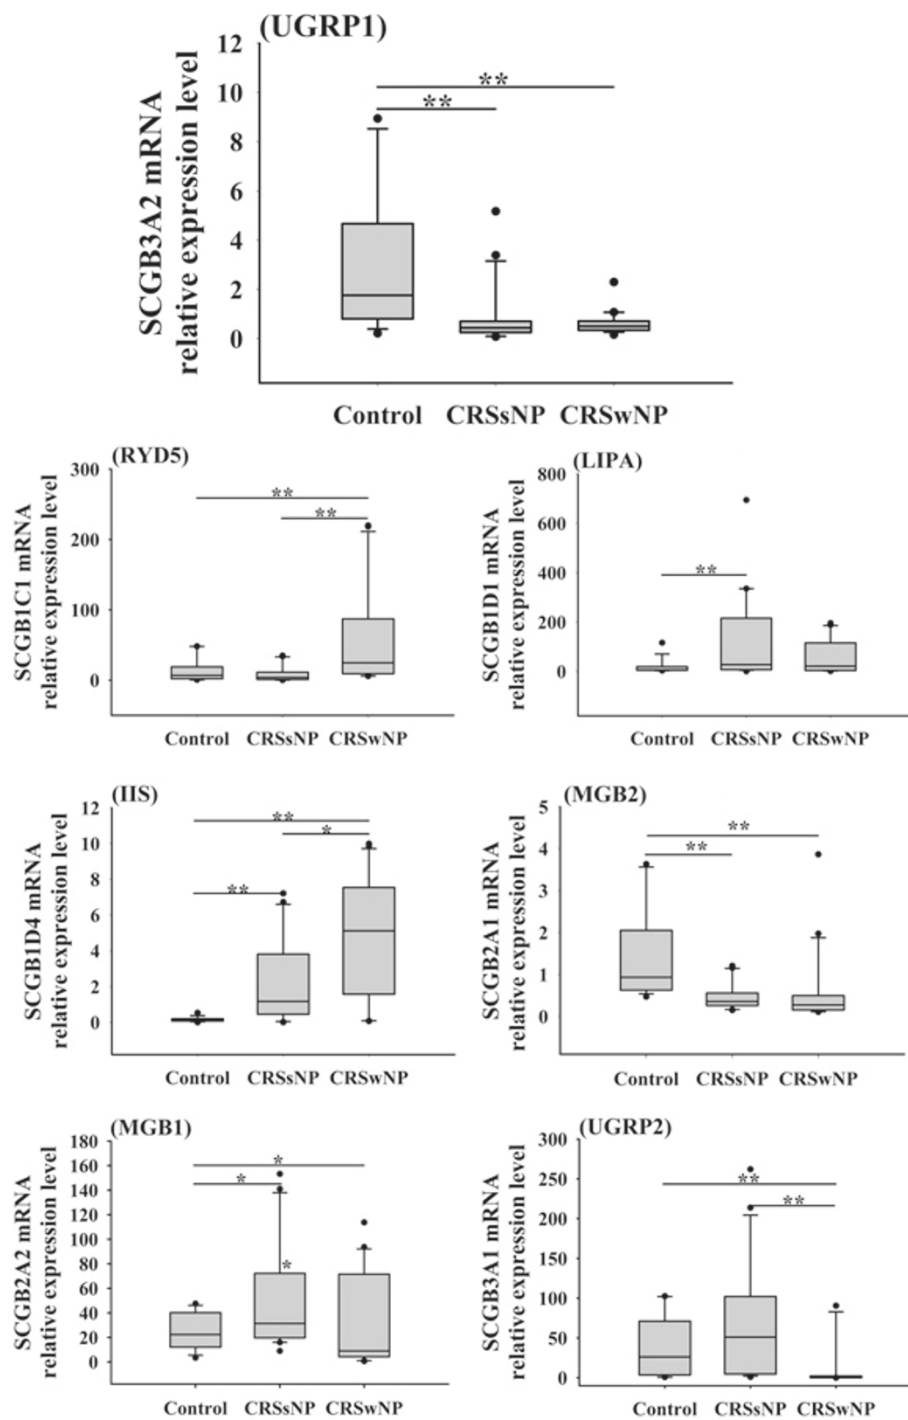 (UGRP1)
SCGB3A2 mRNA
relative expression level
12
10
8
6
4
2
0
**
**
Control CRSsNP CRSwNP
(RYD5)
SCGB1C1 mRNA
relative expression level
300
200
100
0
**
**
Control CRSsNP CRSwNP
(LIPA)
SCGB1D1 mRNA
relative expression level
800
600
400
200
0
**
Control CRSsNP CRSwNP
(IIS)
SCGB1D4 mRNA
relative expression level
12
10
8
6
4
2
0
**
*
**
Control CRSsNP CRSwNP
(MGB2)
SCGB2A1 mRNA
relative expression level
5
4
3
2
1
0
**
**
Control CRSsNP CRSwNP
(MGB1)
SCGB2A2 mRNA
relative expression level
180
160
140
120
100
80
60
40
20
0
*
*
*
Control CRSsNP CRSwNP
(UGRP2)
SCGB3A1 mRNA
relative expression level
300
250
200
150
100
50
0
**
**
Control CRSsNP CRSwNP